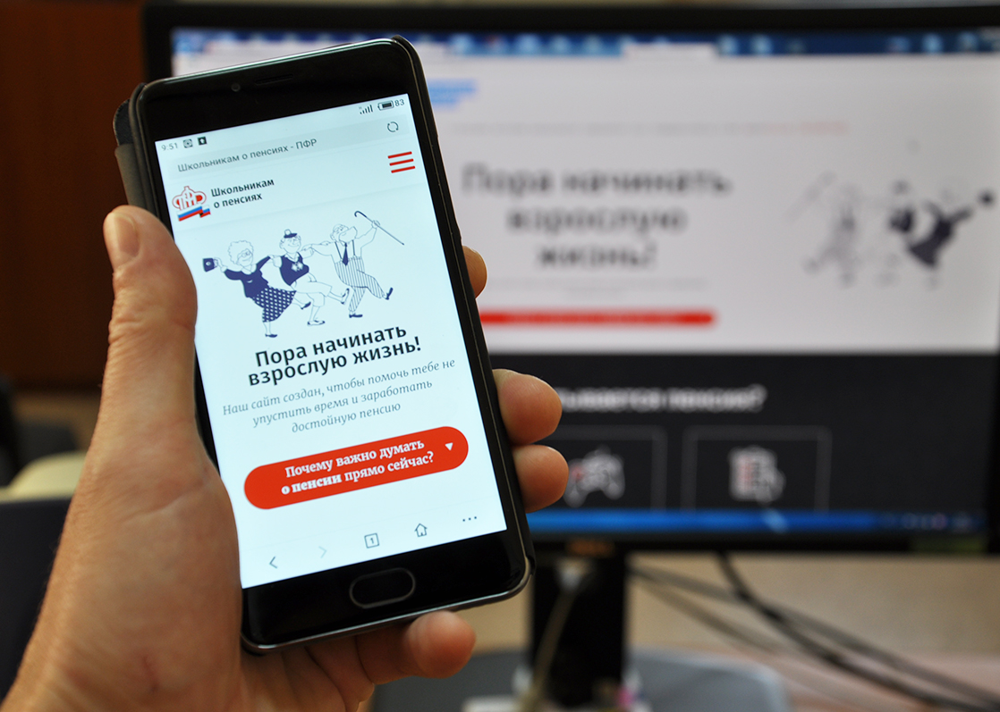 9:51
83
Школьникам о пенсиях - ПФР
Школьникам
о пенсиях
Пора начинать
взрослую жизнь!
Наш сайт создан, чтобы помочь тебе не
упустить время и заработать
достойную пенсию
Почему важно думать
о пенсии прямо сейчас?
1
Пора начинать
взрослую
жизнь!
пенсия?